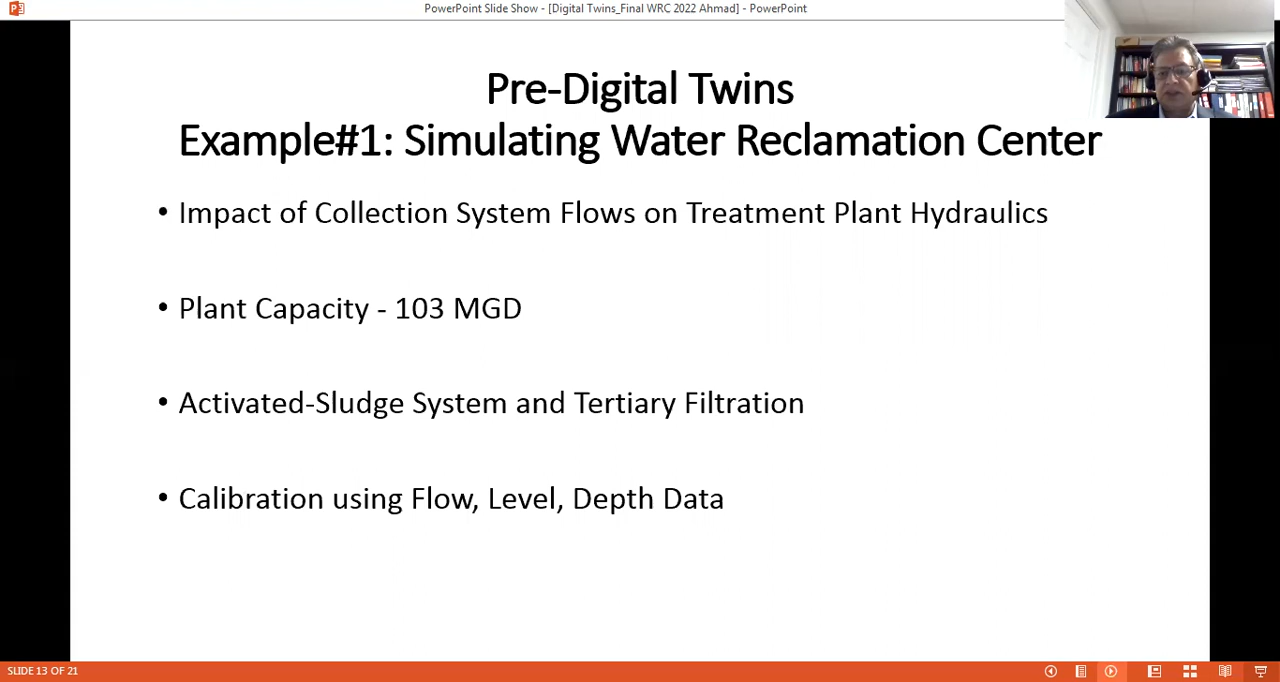 PowerPoint Slide Show - [Digital Twins_Final WRC 2022 Ahmad] - PowerPoint
Pre-Digital Twins
Example#1: Simulating Water Reclamation Center
• Impact of Collection System Flows on Treatment Plant Hydraulics
• Plant Capacity - 103 MGD
• Activated-Sludge System and Tertiary Filtration
• Calibration using Flow, Level, Depth Data
SLIDE 13 OF 21